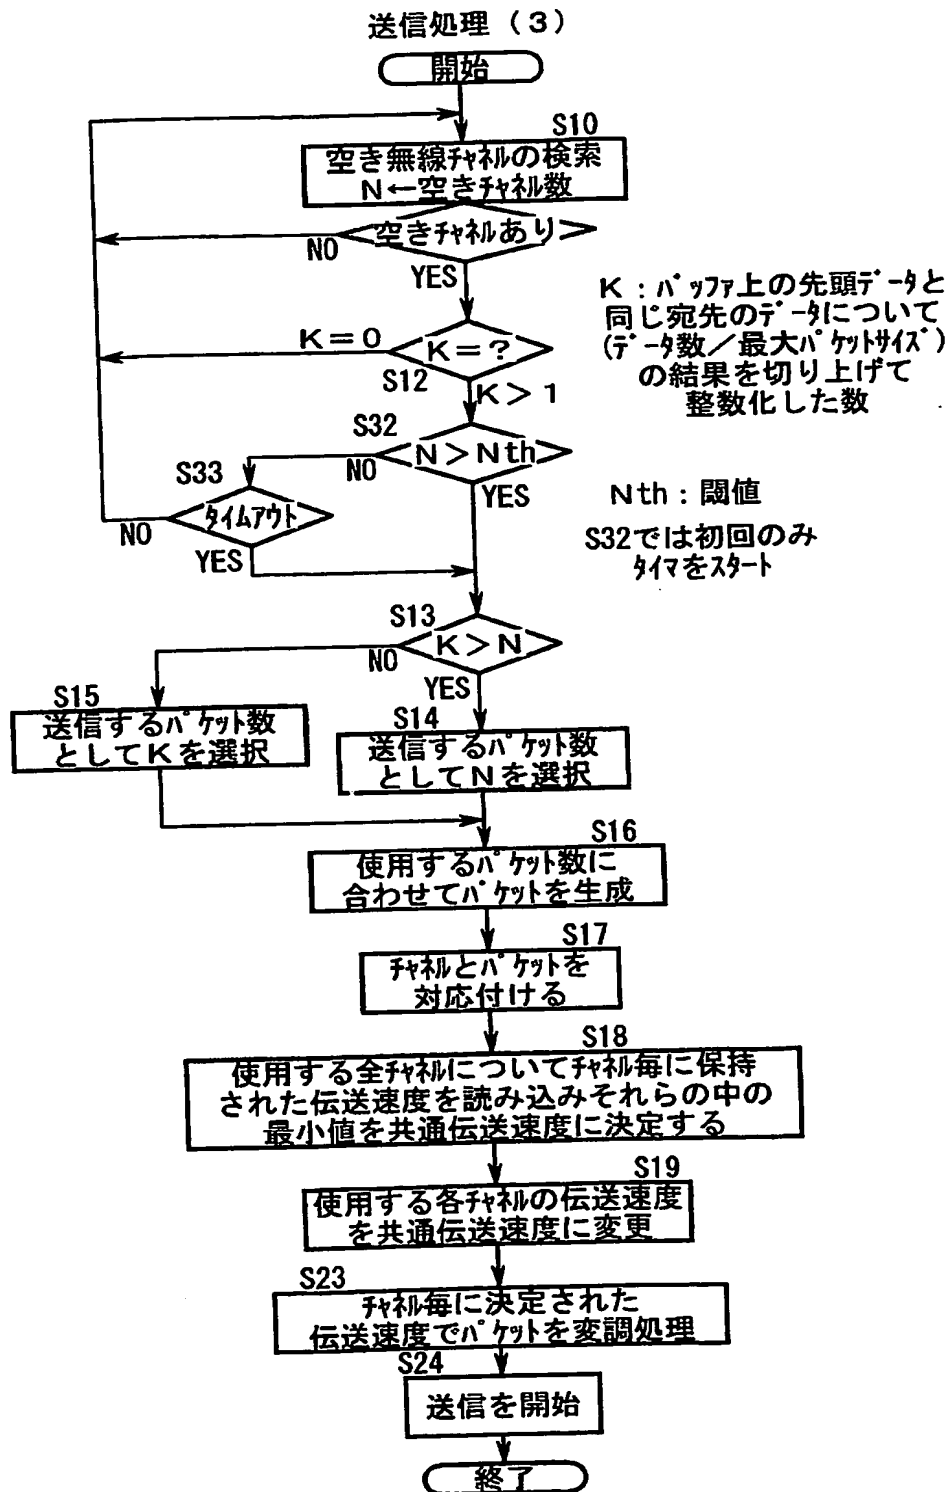 送信処理（３）
開始
S10
空き無線ﾁｬﾈﾙの検索
N←空きﾁｬﾈﾙ数
空きﾁｬﾈﾙあり
NO
YES
K：ﾊﾞｯﾌｧ上の先頭ﾃﾞｰﾀと
同じ宛先のﾃﾞｰﾀについて
(ﾃﾞｰﾀ数／最大ﾊﾟｹｯﾄｻｲｽﾞ)
の結果を切り上げて
整数化した数
K＝0
K＝？
S12
K＞1
S32
N＞Nth
NO
YES
S33
ﾀｲﾑｱｳﾄ
NO
YES
Nth：閾値
S32では初回のみ
ﾀｲﾏをｽﾀｰﾄ
S13
K＞N
NO
YES
S15
送信するﾊﾟｹｯﾄ数
としてKを選択
S14
送信するﾊﾟｹｯﾄ数
としてNを選択
S16
使用するﾊﾟｹｯﾄ数に
合わせてﾊﾟｹｯﾄを生成
S17
ﾁｬﾈﾙとﾊﾟｹｯﾄを
対応付ける
S18
使用する全ﾁｬﾈﾙについてﾁｬﾈﾙ毎に保持
された伝送速度を読み込みそれらの中の
最小値を共通伝送速度に決定する
S19
使用する各ﾁｬﾈﾙの伝送速度
を共通伝送速度に変更
S23
ﾁｬﾈﾙ毎に決定された
伝送速度でﾊﾟｹｯﾄを変調処理
S24
送信を開始
終了